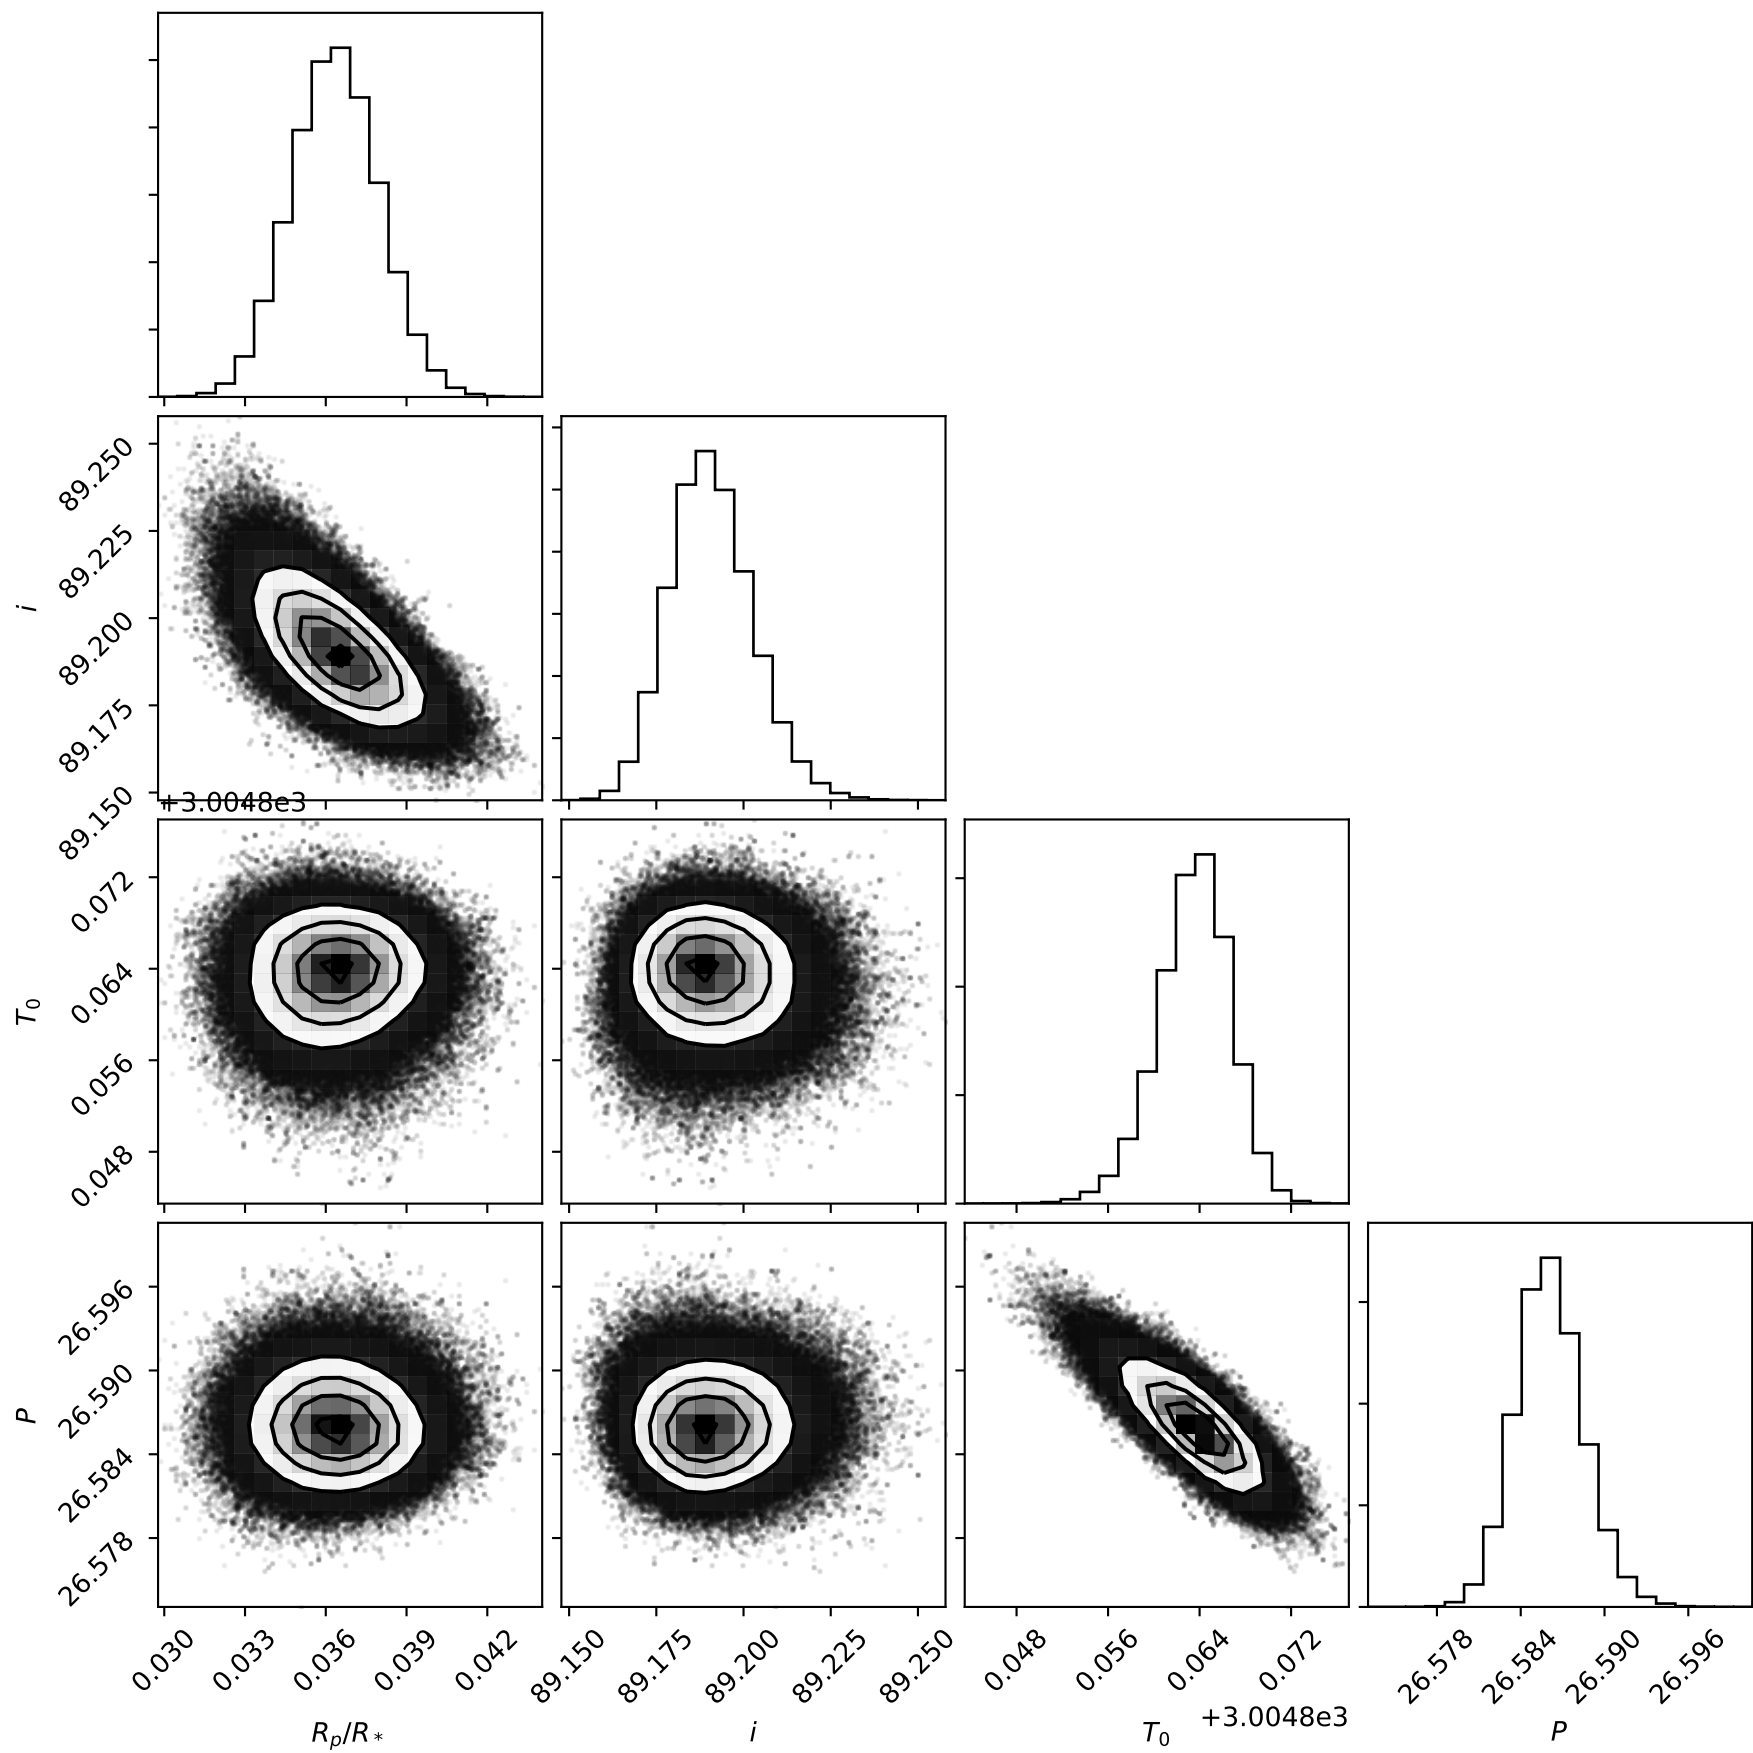 89.250
89.225
89.200
89.175
89.150
i
+3.0048e3
0.072
0.064
0.056
0.048
T₀
26.596
26.590
26.584
26.578
P
0.030 0.033 0.036 0.039 0.042
89.150 89.175 89.200 89.225 89.250
0.048 0.056 0.064 0.072
26.578 26.584 26.590 26.596
+3.0048e3
Rₚ/R* i T₀ P